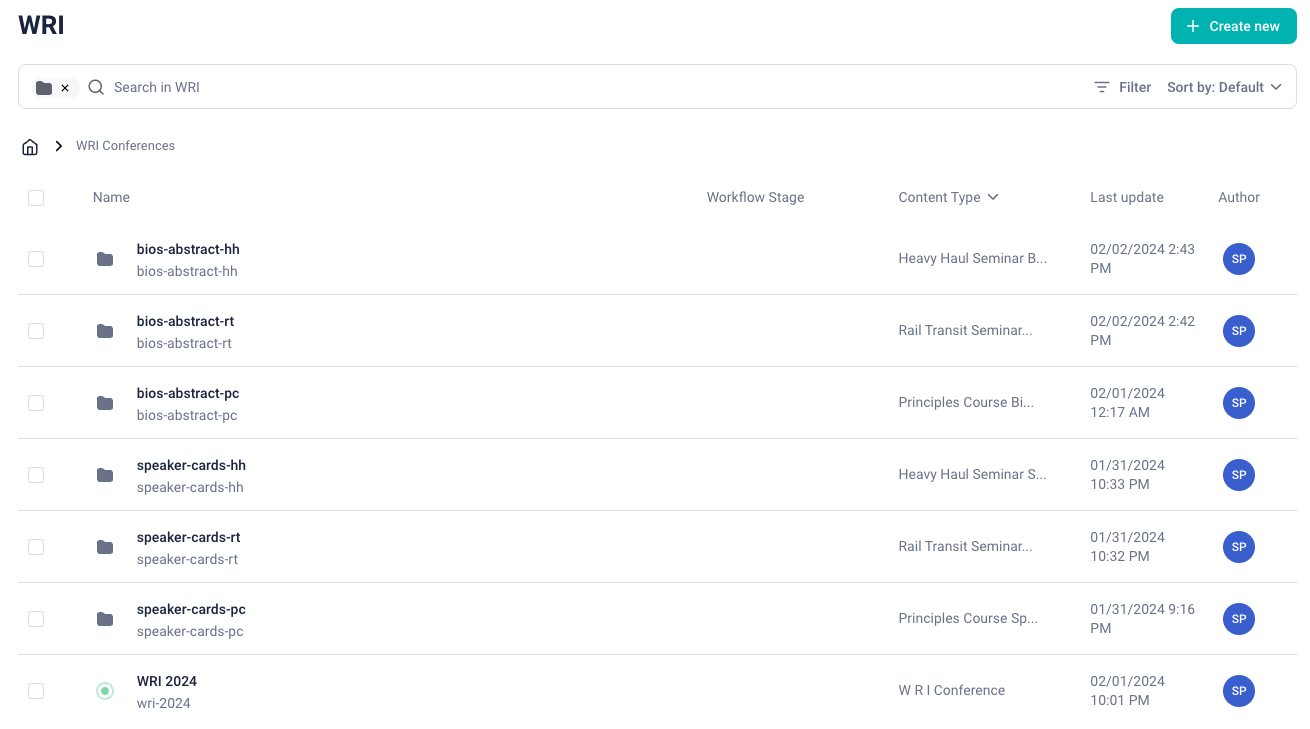 WRI
+ Create new
Search in WRI
Filter
Sort by: Default
WRI Conferences
Name Workflow Stage Content Type Last update Author
bios-abstract-hh
bios-abstract-hh
Heavy Haul Seminar B...
02/02/2024 2:43
PM
SP
bios-abstract-rt
bios-abstract-rt
Rail Transit Seminar...
02/02/2024 2:42
PM
SP
bios-abstract-pc
bios-abstract-pc
Principles Course Bi...
02/01/2024
12:17 AM
SP
speaker-cards-hh
speaker-cards-hh
Heavy Haul Seminar S...
01/31/2024
10:33 PM
SP
speaker-cards-rt
speaker-cards-rt
Rail Transit Seminar...
01/31/2024
10:32 PM
SP
speaker-cards-pc
speaker-cards-pc
Principles Course Sp...
01/31/2024 9:16
PM
SP
WRI 2024
wri-2024
W R I Conference
02/01/2024
10:01 PM
SP